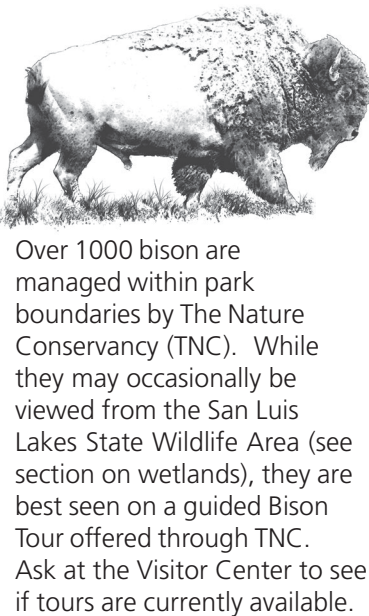 Over 1000 bison are
managed within park
boundaries by The Nature
Conservancy (TNC).  While
they may occasionally be
viewed from the San Luis
Lakes State Wildlife Area (see
section on wetlands), they are
best seen on a guided Bison
Tour offered through TNC.
Ask at the Visitor Center to see
if tours are currently available.